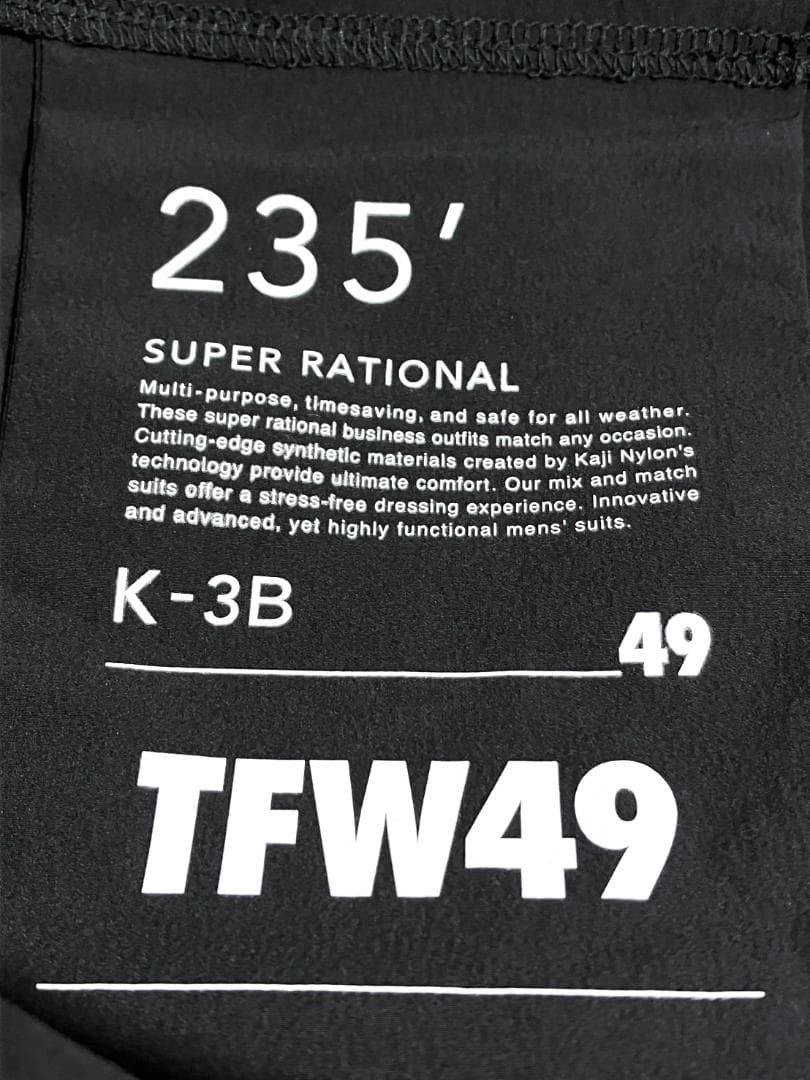 235'
SUPER RATIONAL
Multi-purpose, timesaving, and safe for all weather.
These super rational business outfits match any occasion.
Cutting-edge synthetic materials created by Kaji Nylon's
technology provide ultimate comfort. Our mix and match
suits offer a stress-free dressing experience. Innovative
and advanced, yet highly functional mens' suits.
K-3B
49
TFW49